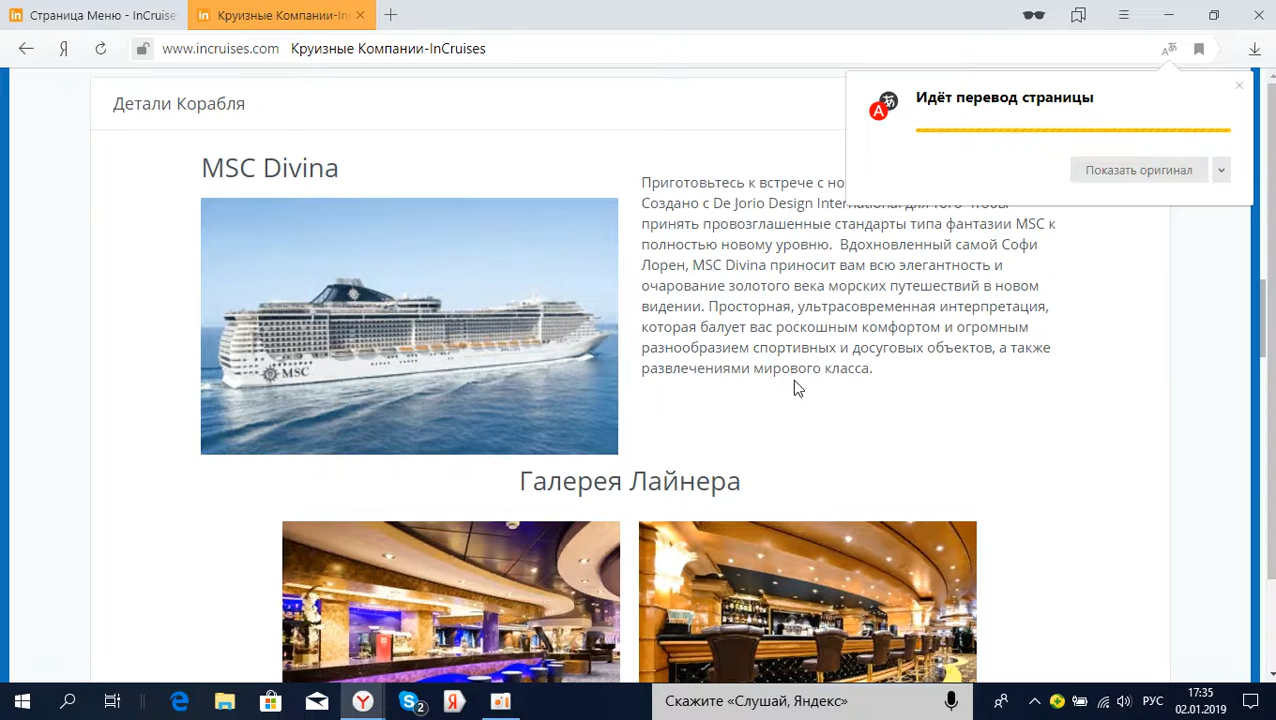 Страница Меню - InCruise
Круизные Компании-In
www.incruises.com Круизные Компании-InCruises
Детали Корабля
Идёт перевод страницы
Показать оригинал
MSC Divina
Приготовьтесь к встрече с но
Создано с De Jorio Design International для того чтобы
принять провозглашенные стандарты типа фантазии MSC к
полностью новому уровню. Вдохновленный самой Софи
Лорен, MSC Divina приносит вам всю элегантность и
очарование золотого века морских путешествий в новом
видении. Просторная, ультрасовременная интерпретация,
которая балует вас роскошным комфортом и огромным
разнообразием спортивных и досуговых объектов, а также
развлечениями мирового класса.
MSC
Галерея Лайнера
Скажите «Слушай, Яндекс»
РУС
17:35
02.01.2019
2